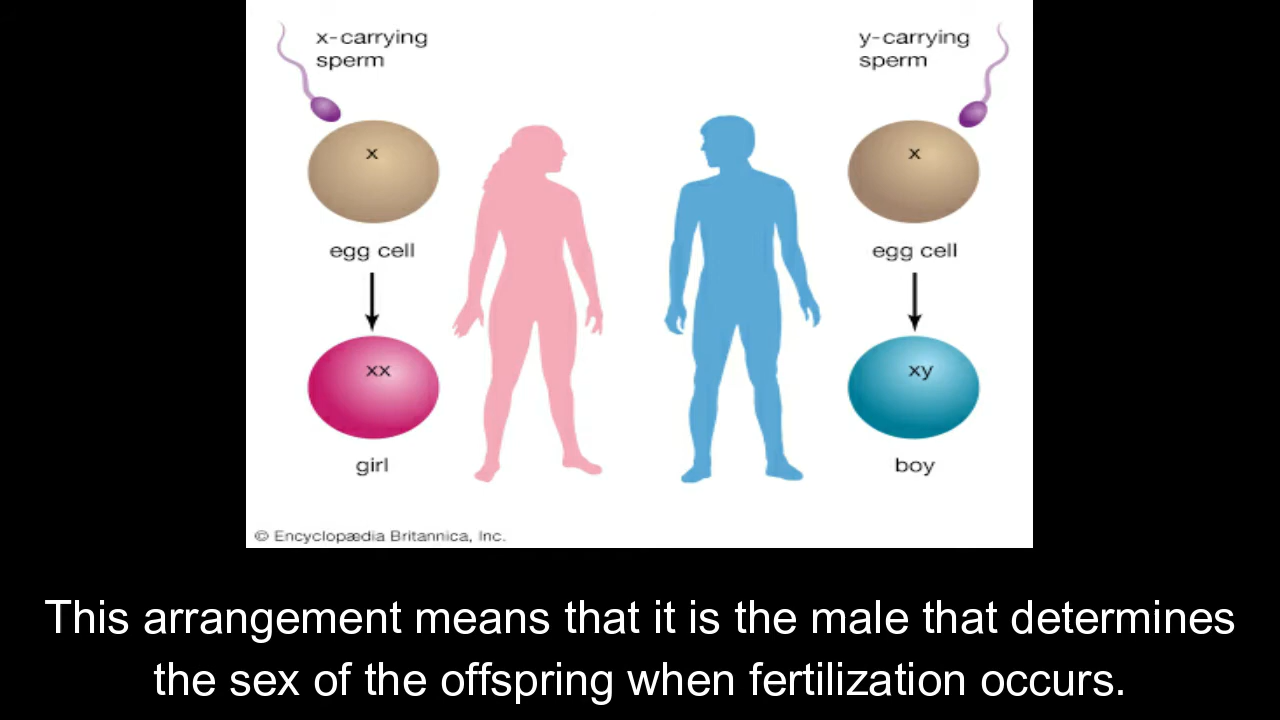 x-carrying
sperm
y-carrying
sperm
x
x
egg cell
egg cell
xx
xy
girl
boy
© Encyclopædia Britannica, Inc.
This arrangement means that it is the male that determines
the sex of the offspring when fertilization occurs.